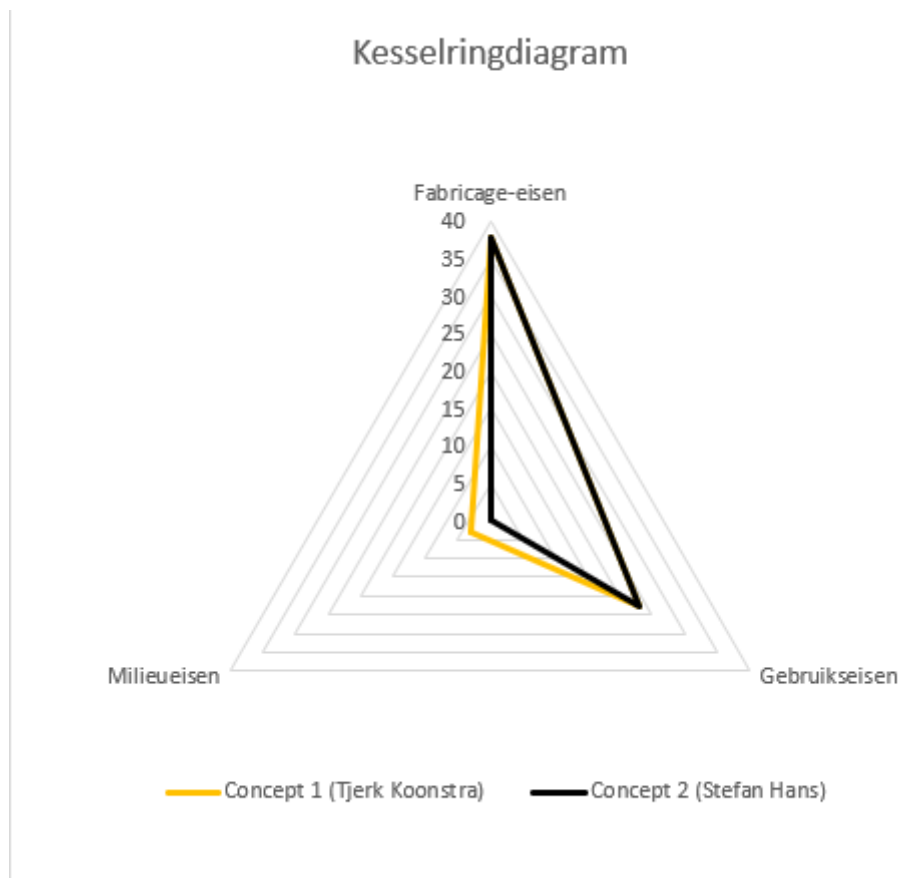 Kesselringdiagram
Fabricage-eisen
40
35
30
25
20
15
10
5
0
Milieueisen
Gebruikseisen
Concept 1 (Tjerk Koonstra)
Concept 2 (Stefan Hans)